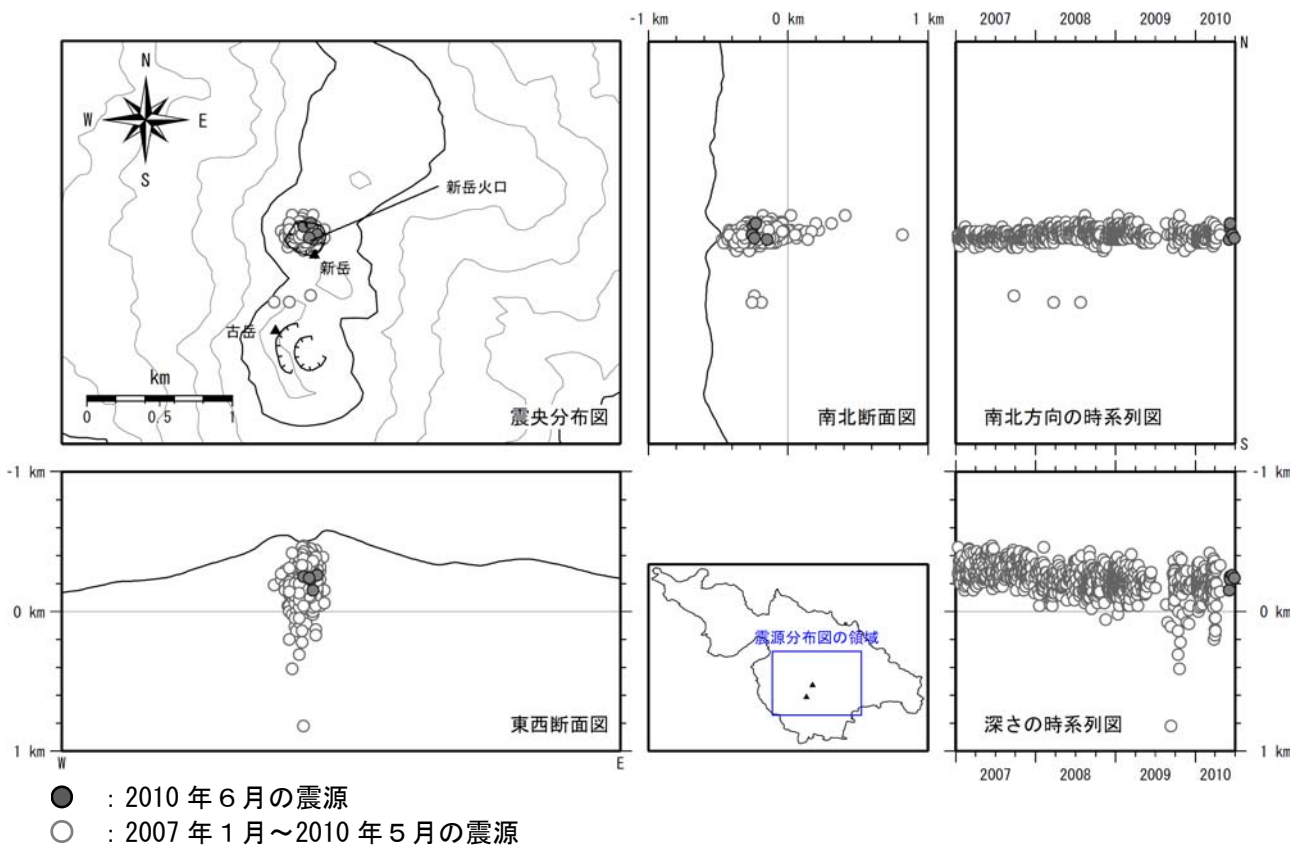 -1 km 0 km 1 km
2007 2008 2009 2010
N
W E
S
新岳火口
新岳
古岳
km
0 0.5 1
震央分布図
南北断面図
N
南北方向の時系列図
S
-1 km
0 km
1 km
W E
東西断面図
震源分布図の領域
-1 km
0 km
1 km
深さの時系列図
2007 2008 2009 2010
: 2010 年６月の震源
: 2007 年１月～2010 年５月の震源